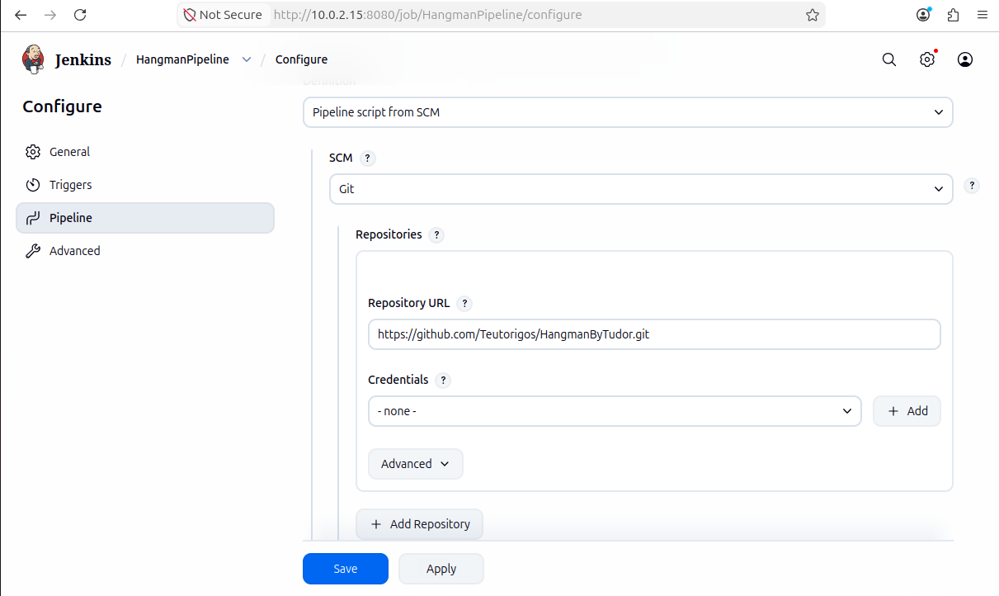 Not Secure http://10.0.2.15:8080/job/HangmanPipeline/configure
Jenkins / HangmanPipeline / Configure
Definition
Configure
Pipeline script from SCM
General
SCM ?
Triggers
Git
?
Pipeline
Repositories ?
Advanced
Repository URL ?
https://github.com/Teutorigos/HangmanByTudor.git
Credentials ?
- none -
+ Add
Advanced
+ Add Repository
Save
Apply